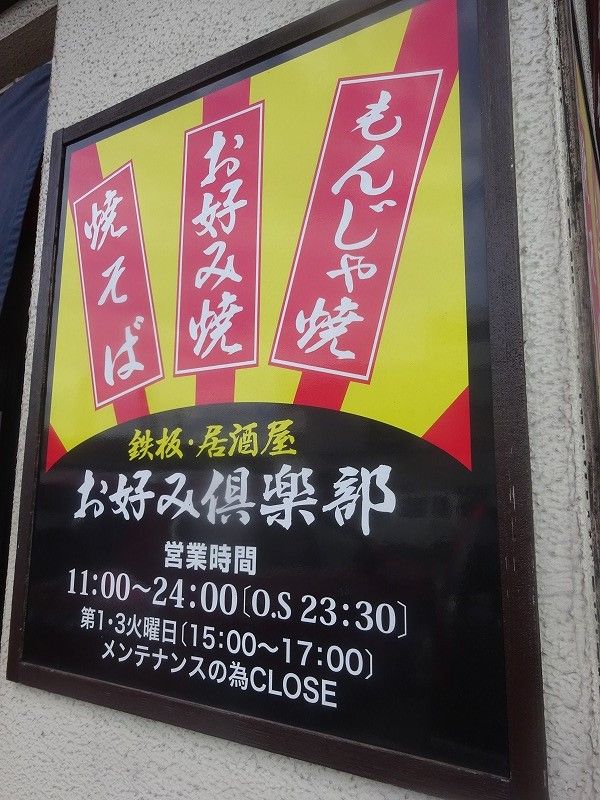 もんじゃ焼
お好み焼
焼そば
鉄板・居酒屋
お好み倶楽部
営業時間
11:00～24:00〔O.S 23:30〕
第1・3火曜日〔15:00～17:00〕
メンテナンスの為CLOSE